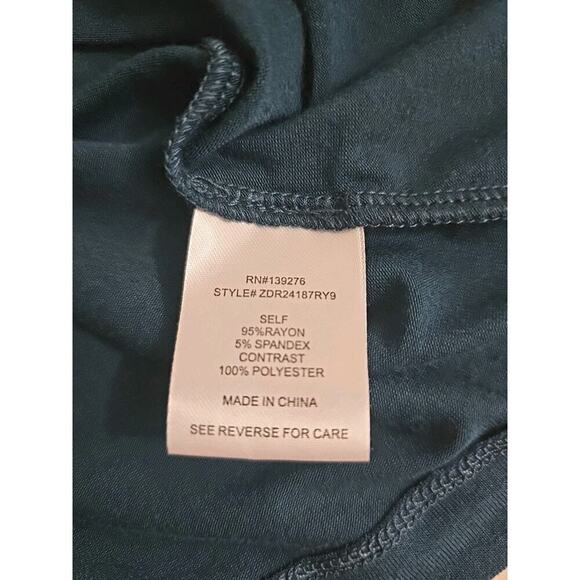 RN#139276
STYLE# ZDR24187RY9
SELF
95%RAYON
5% SPANDEX
CONTRAST
100% POLYESTER
MADE IN CHINA
SEE REVERSE FOR CARE